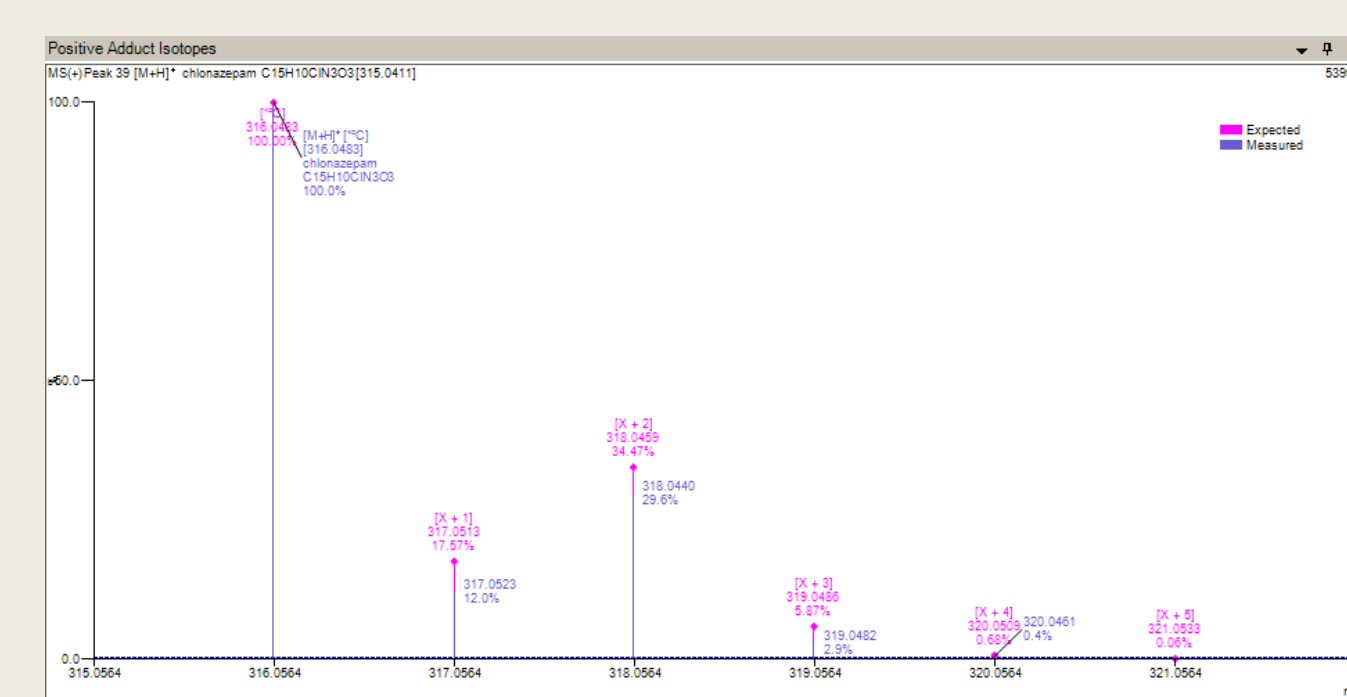 Positive Adduct Isotopes
MS(+)Peak 39 [M+H]⁺ chlonazepam C15H10ClN3O3[315.0411]
539
100.0
316.0483
100.00%
[M+H]⁺[¹²C]
[316.0483]
chlonazepam
C15H10ClN3O3
100.0%
Expected
Measured
50.0
[X + 2]
318.0459
34.47%
318.0440
29.6%
[X + 1]
317.0513
17.57%
317.0523
12.0%
[X + 3]
319.0486
5.87%
319.0482
2.9%
[X + 4]
320.0509
0.68%
320.0461
0.4%
[X + 5]
321.0533
0.06%
0.0
315.0564 316.0564 317.0564 318.0564 319.0564 320.0564 321.0564